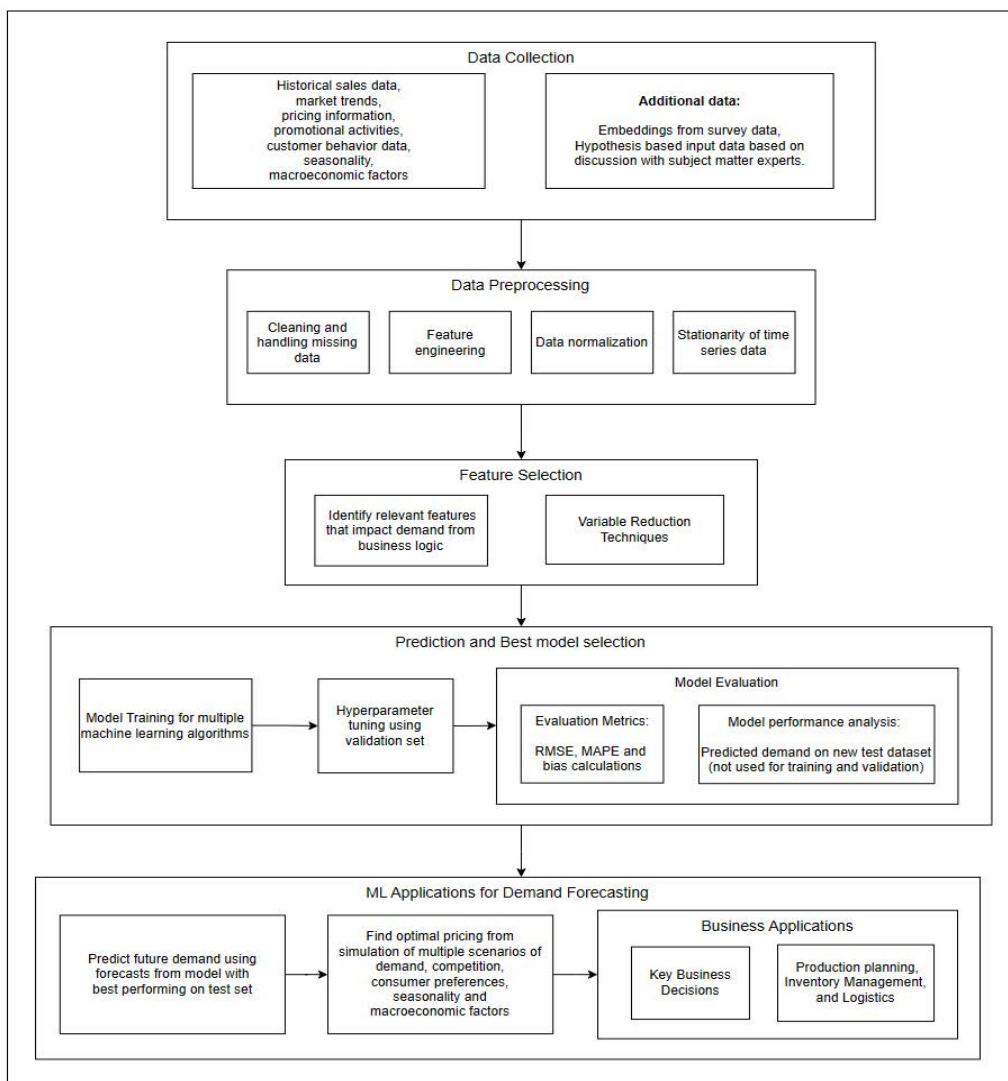 Data Collection
Historical sales data,
market trends,
pricing information,
promotional activities,
customer behavior data,
seasonality,
macroeconomic factors
Additional data:
Embeddings from survey data,
Hypothesis based input data based on
discussion with subject matter experts.
Data Preprocessing
Cleaning and
handling missing
data
Feature
engineering
Data normalization
Stationarity of time
series data
Feature Selection
Identify relevant features
that impact demand from
business logic
Variable Reduction
Techniques
Prediction and Best model selection
Model Training for multiple
machine learning algorithms
Hyperparameter
tuning using
validation set
Model Evaluation
Evaluation Metrics:
RMSE, MAPE and
bias calculations
Model performance analysis:
Predicted demand on new test dataset
(not used for training and validation)
ML Applications for Demand Forecasting
Predict future demand using
forecasts from model with
best performing on test set
Find optimal pricing from
simulation of multiple scenarios of
demand, competition,
consumer preferences,
seasonality and
macroeconomic factors
Business Applications
Key Business
Decisions
Production planning,
Inventory Management,
and Logistics